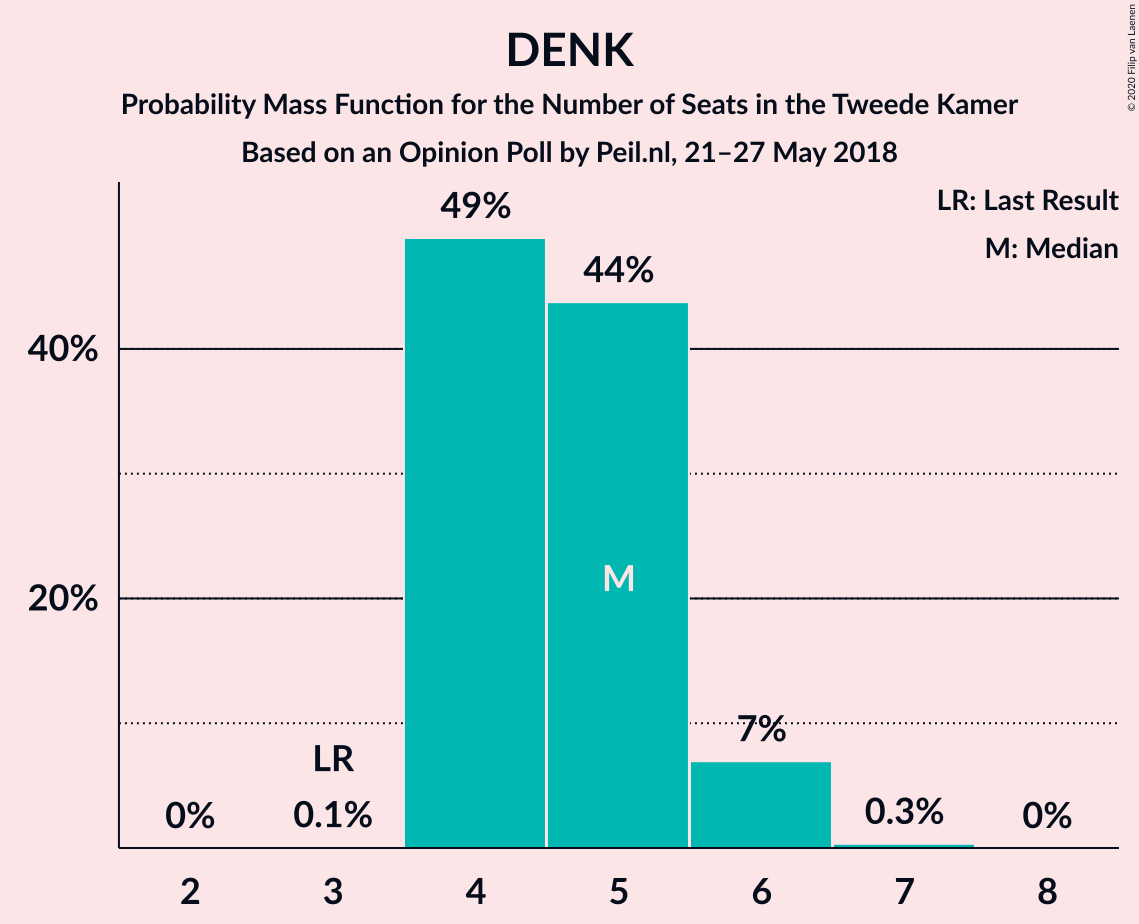 DENK
Probability Mass Function for the Number of Seats in the Tweede Kamer
Based on an Opinion Poll by Peil.nl, 21–27 May 2018
© 2020 Filip van Laenen
LR: Last Result
M: Median
49%
44%
40%
M
20%
7%
LR
0%
0.1%
0.3%
0%
2 3 4 5 6 7 8